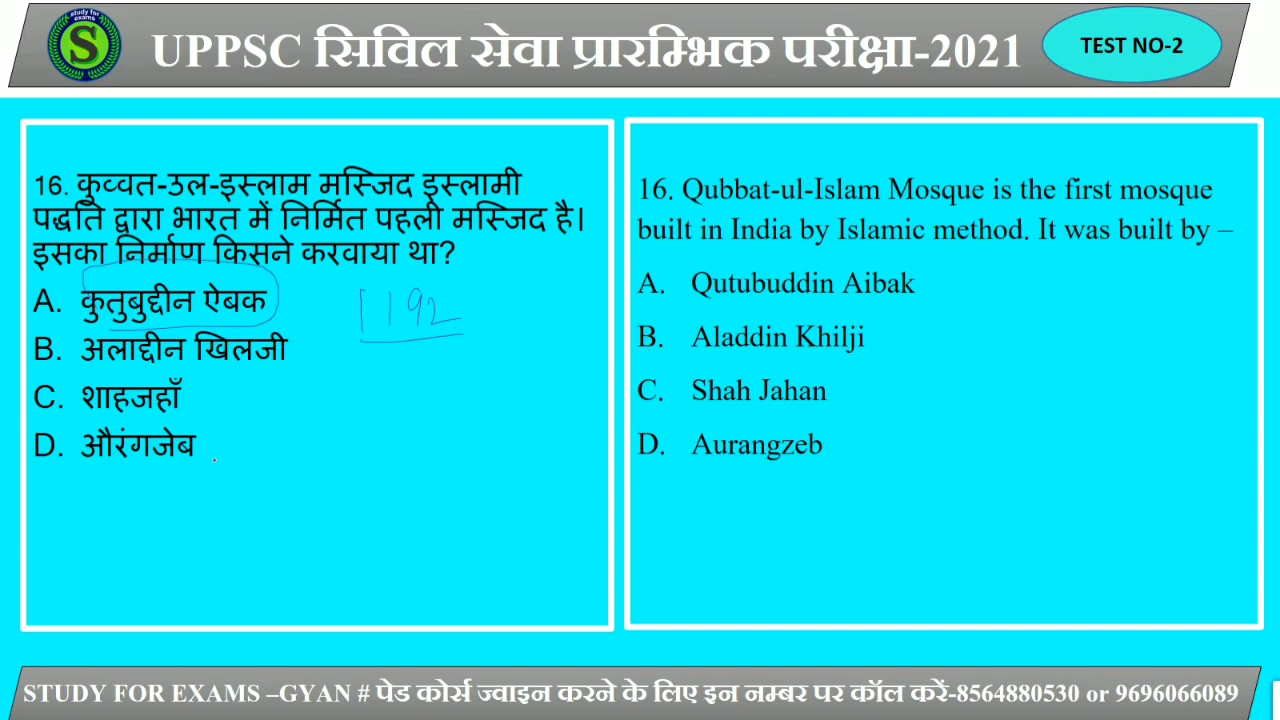 study for
exams
S
UPPSC सिविल सेवा प्रारम्भिक परीक्षा-2021
TEST NO-2
16. कुव्वत-उल-इस्लाम मस्जिद इस्लामी
पद्धति द्वारा भारत में निर्मित पहली मस्जिद है।
इसका निर्माण किसने करवाया था?
A. कुतुबुद्दीन ऐबक
1192
B. अलाद्दीन खिलजी
C. शाहजहाँ
D. औरंगजेब
16. Qubbat-ul-Islam Mosque is the first mosque
built in India by Islamic method. It was built by –
A. Qutubuddin Aibak
B. Aladdin Khilji
C. Shah Jahan
D. Aurangzeb
STUDY FOR EXAMS –GYAN # पेड कोर्स ज्वाइन करने के लिए इन नम्बर पर कॉल करें-8564880530 or 9696066089